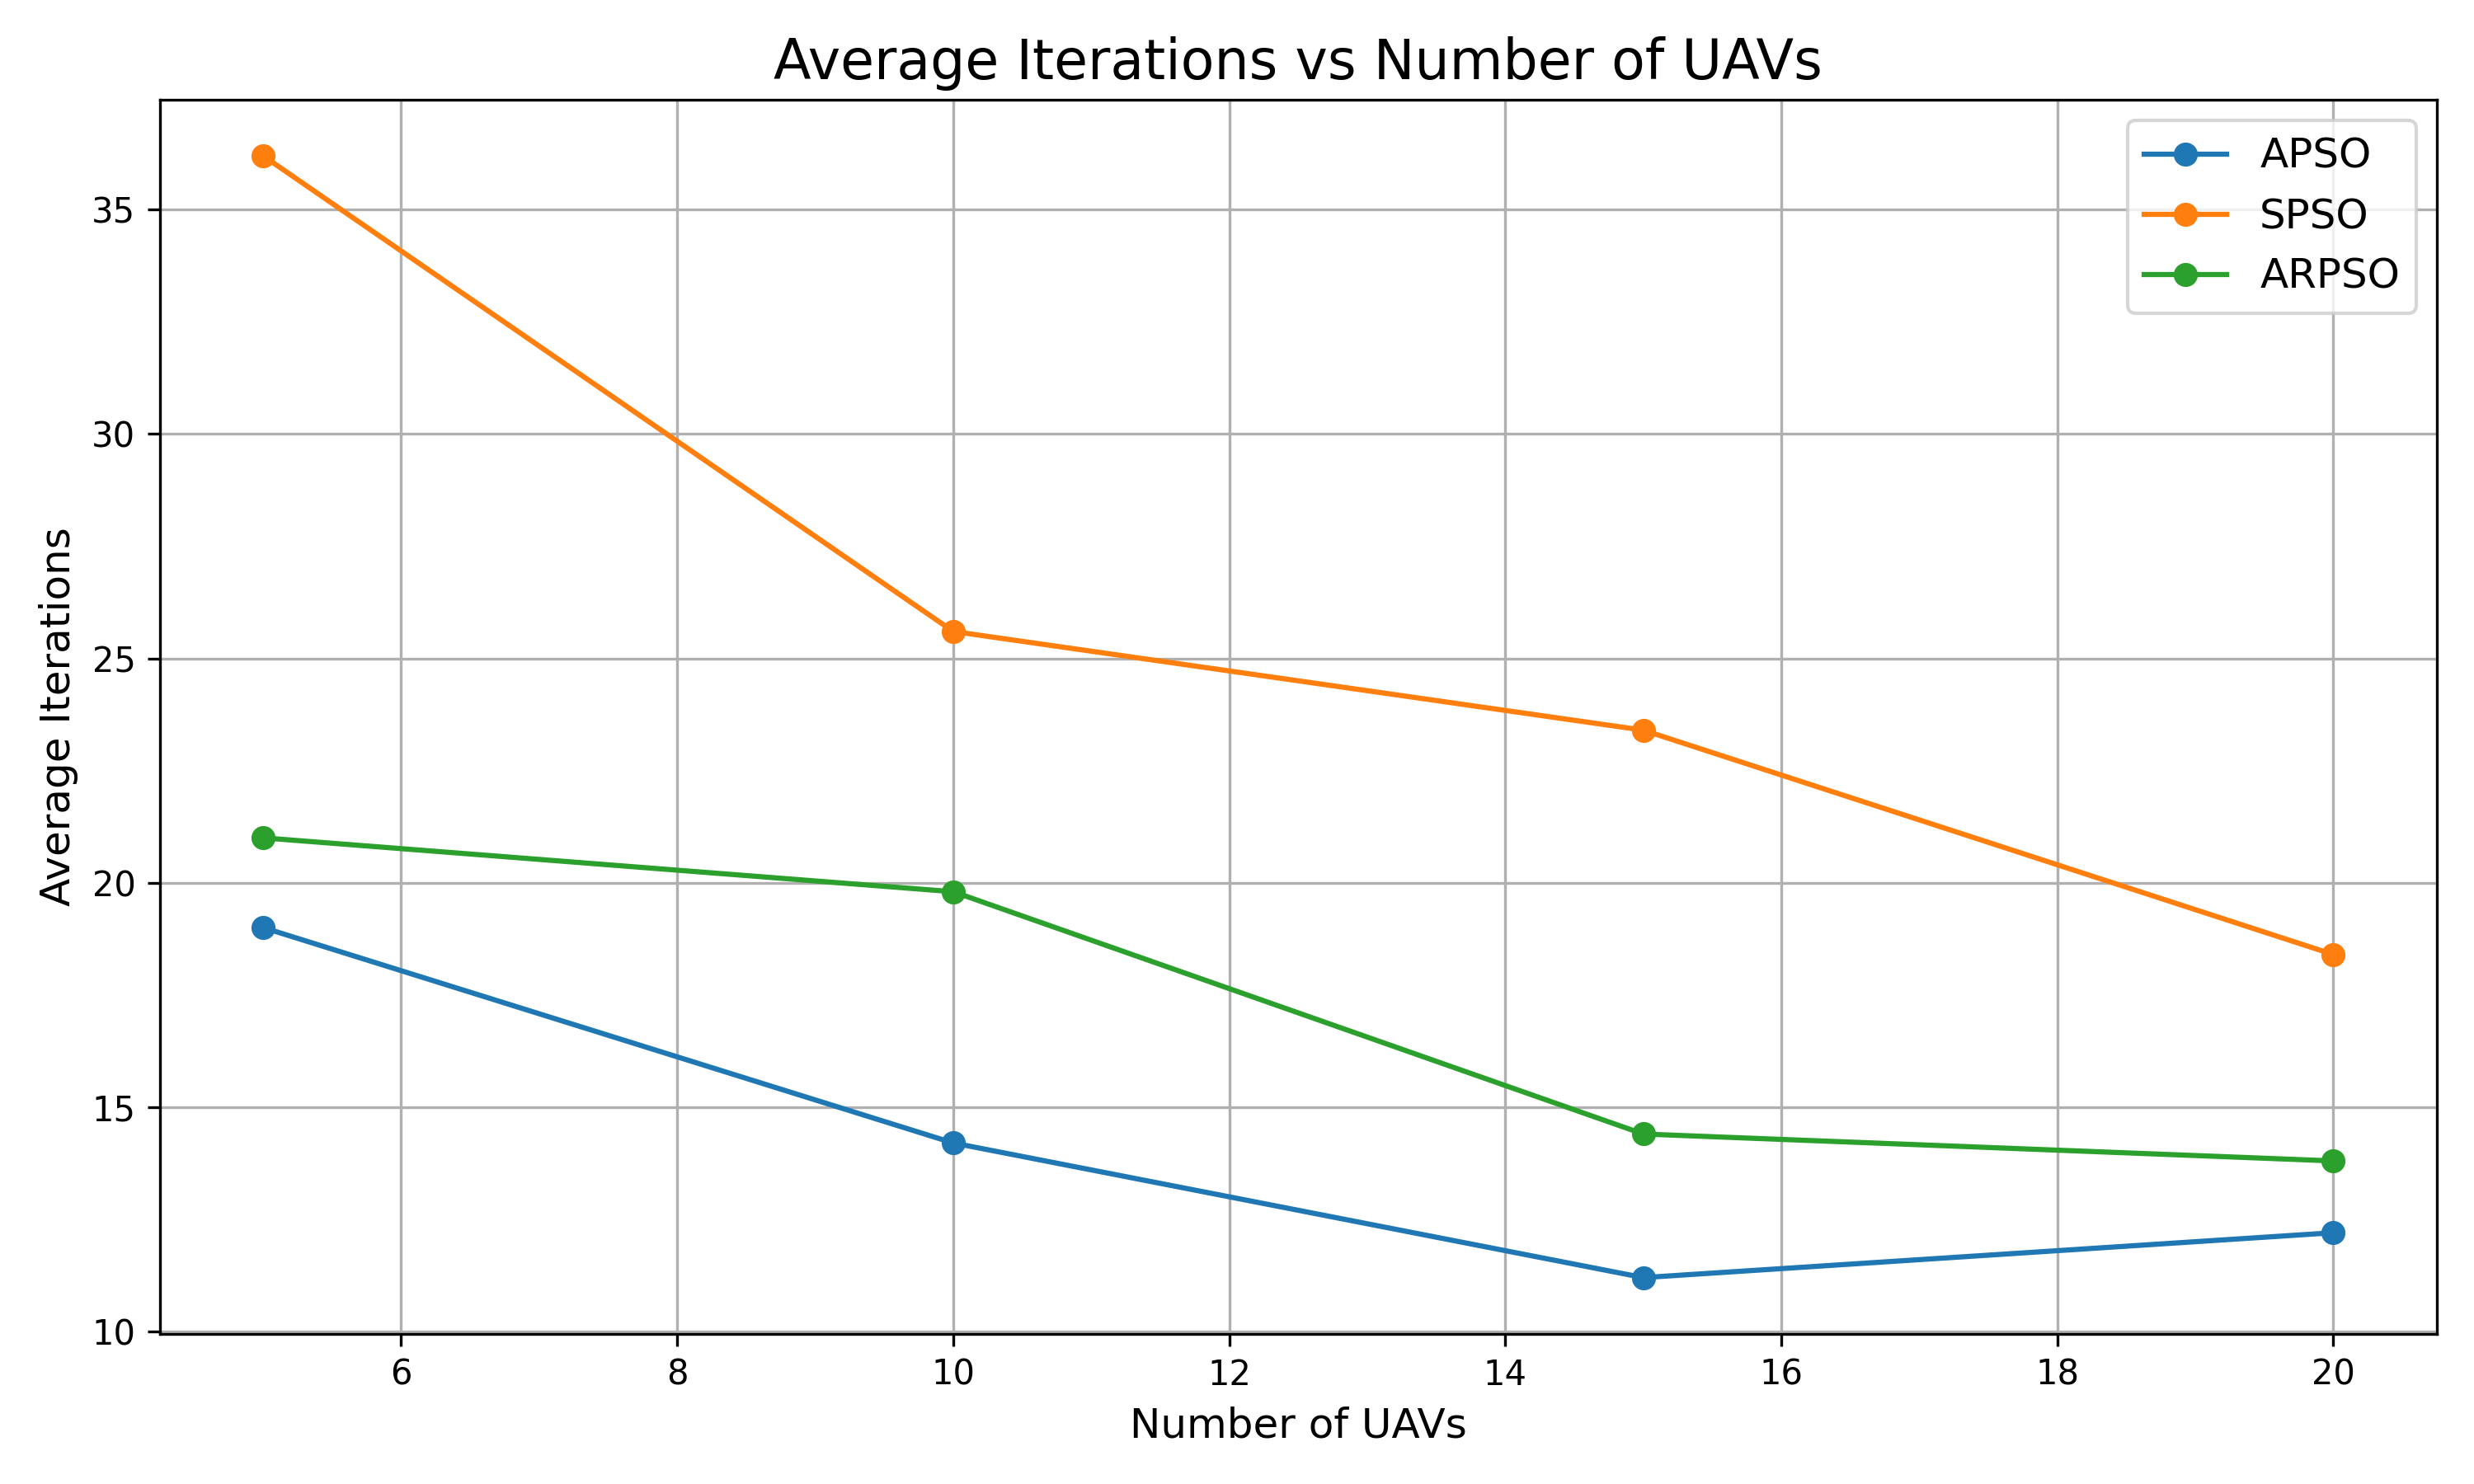 Average Iterations vs Number of UAVs
APSO
SPSO
ARPSO
Average Iterations
35
30
25
20
15
10
6 8 10 12 14 16 18 20
Number of UAVs